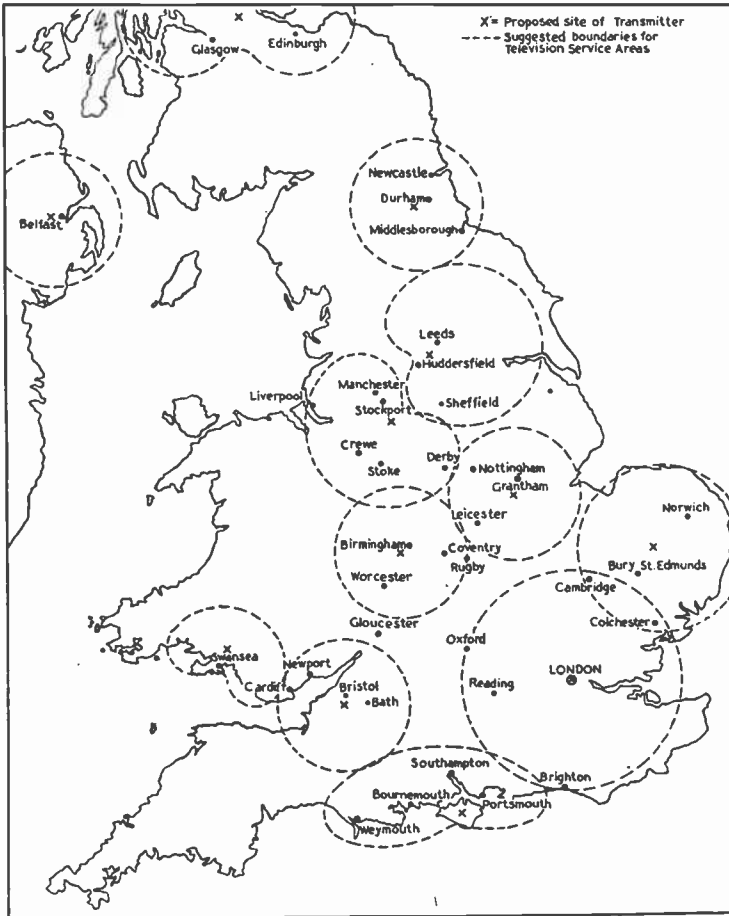 X = Proposed site of Transmitter
---- Suggested boundaries for
Television Service Areas
Glasgow
Edinburgh
Newcastle
Durham
Belfast
Middlesborough
Leeds
Huddersfield
Manchester
Liverpool
Stockport
Sheffield
Crewe
Stoke
Derby
Nottingham
Grantham
Norwich
Leicester
Birmingham
Coventry
Rugby
Bury St. Edmunds
Worcester
Cambridge
Gloucester
Colchester
Oxford
Swansea
Newport
Cardiff
Bristol
Bath
Reading
LONDON
Southampton
Brighton
Bournemouth
Portsmouth
Weymouth